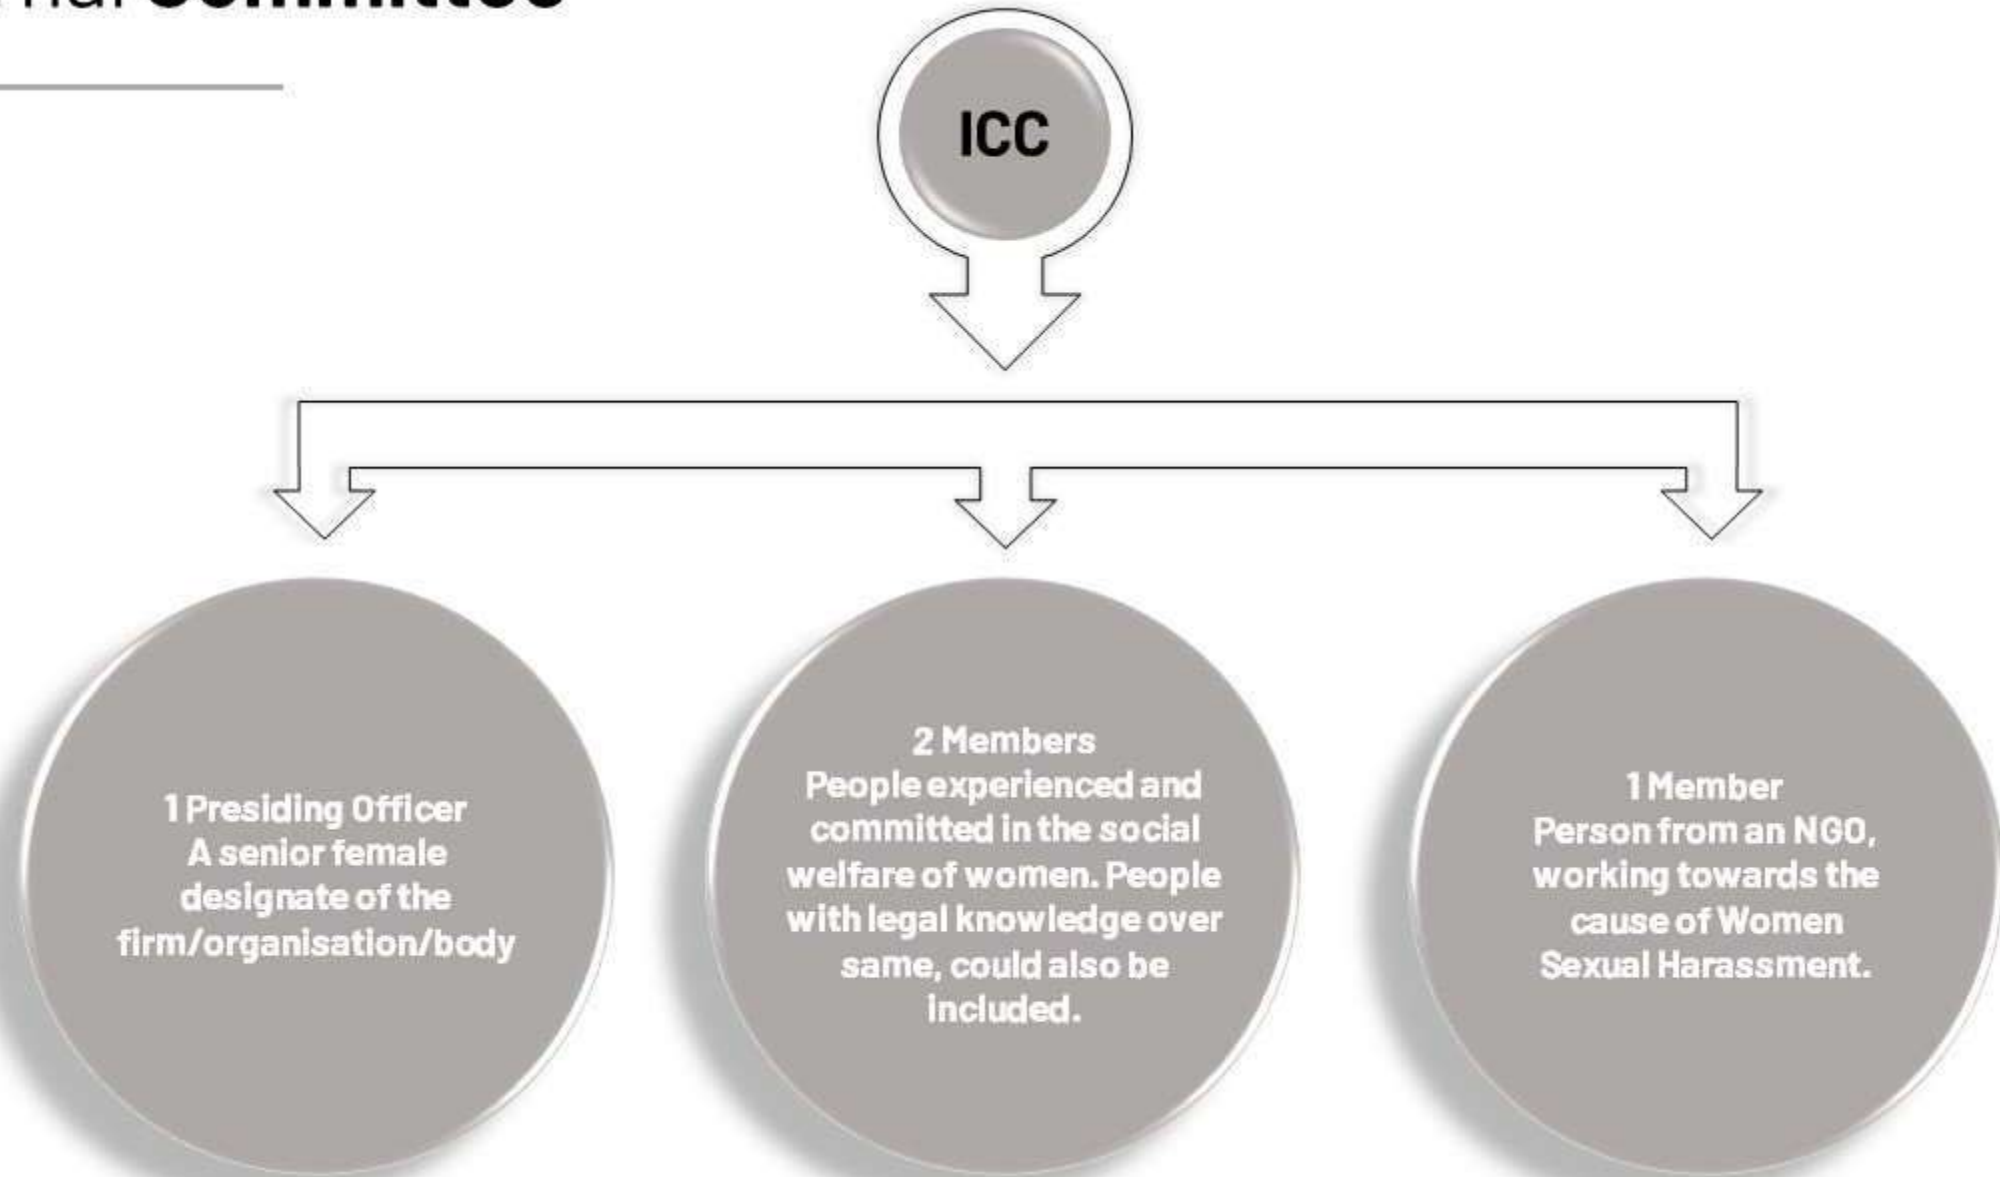 Committee
ICC
1 Presiding Officer
A senior female
designate of the
firm/organisation/body
2 Members
People experienced and
committed in the social
welfare of women. People
with legal knowledge over
same, could also be
included.
1 Member
Person from an NGO,
working towards the
cause of Women
Sexual Harassment.